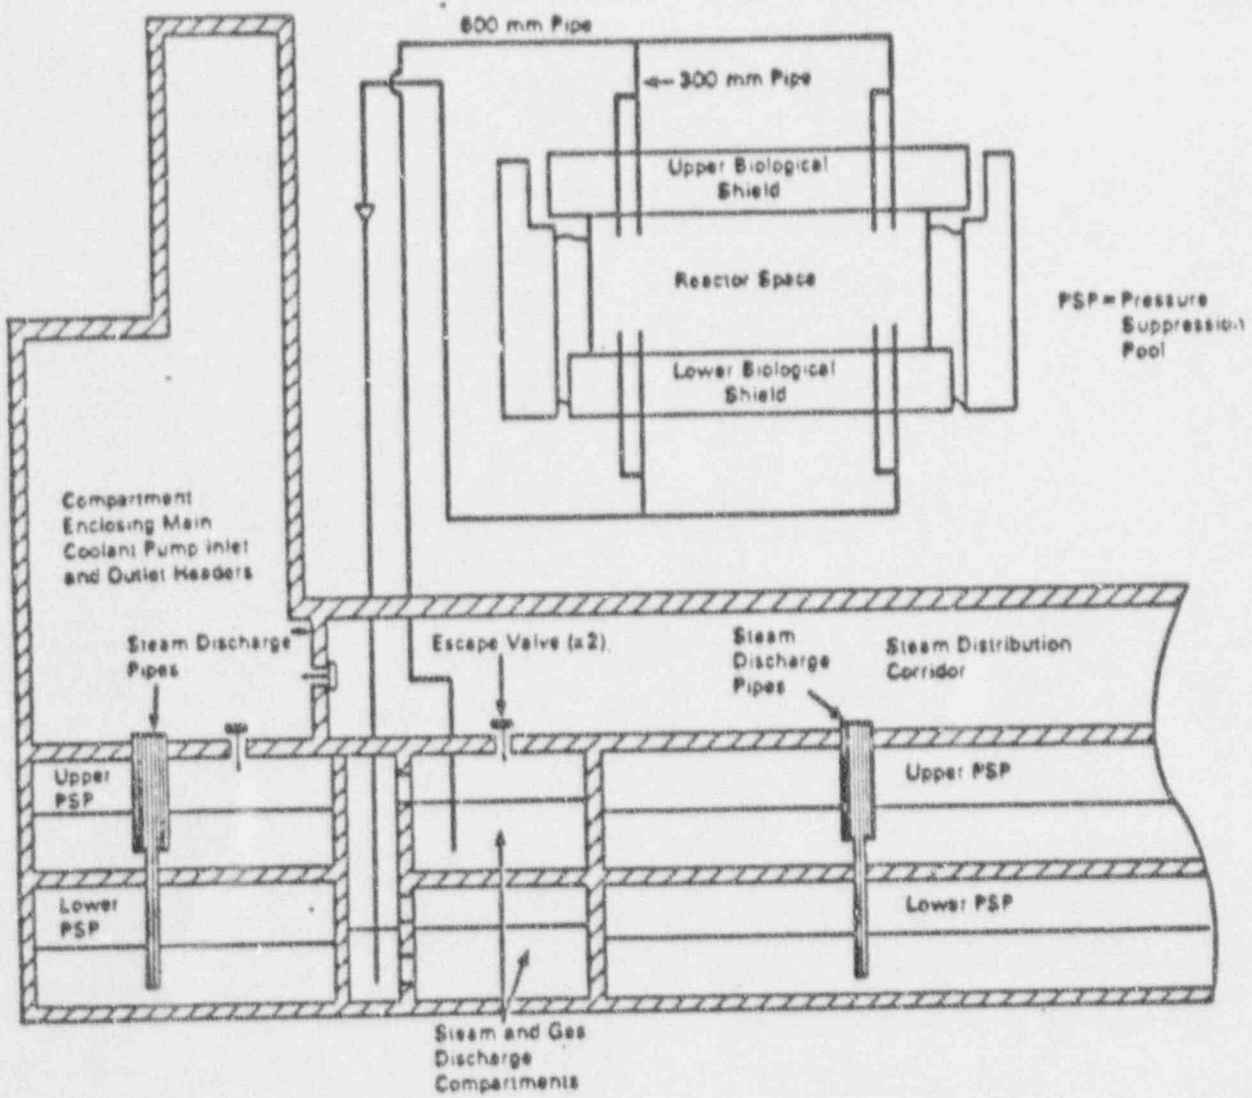 600 mm Pipe
300 mm Pipe
Upper Biological
Shield
Reactor Space
PSP = Pressure
Suppression
Pool
Lower Biological
Shield
Compartment
Enclosing Main
Coolant Pump Inlet
and Outlet Headers
Steam Discharge
Pipes
Escape Valve (x2)
Steam
Discharge
Pipes
Steam Distribution
Corridor
Upper
PSP
Upper PSP
Lower
PSP
Lower PSP
Steam and Gas
Discharge
Compartments